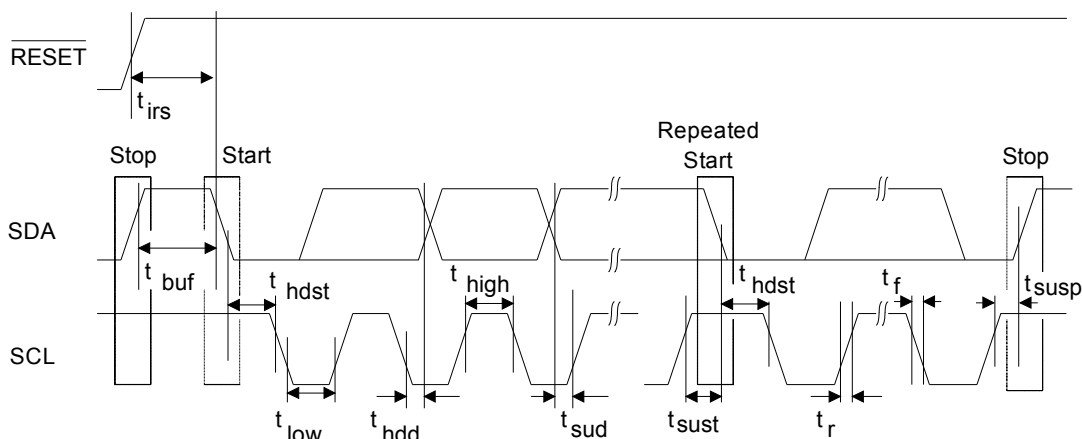 RESET
t irs
Repeated
Stop Start Start Stop
SDA
t buf t hdst t high t hdst t f t susp
SCL
t low t hdd t sud t sust t r